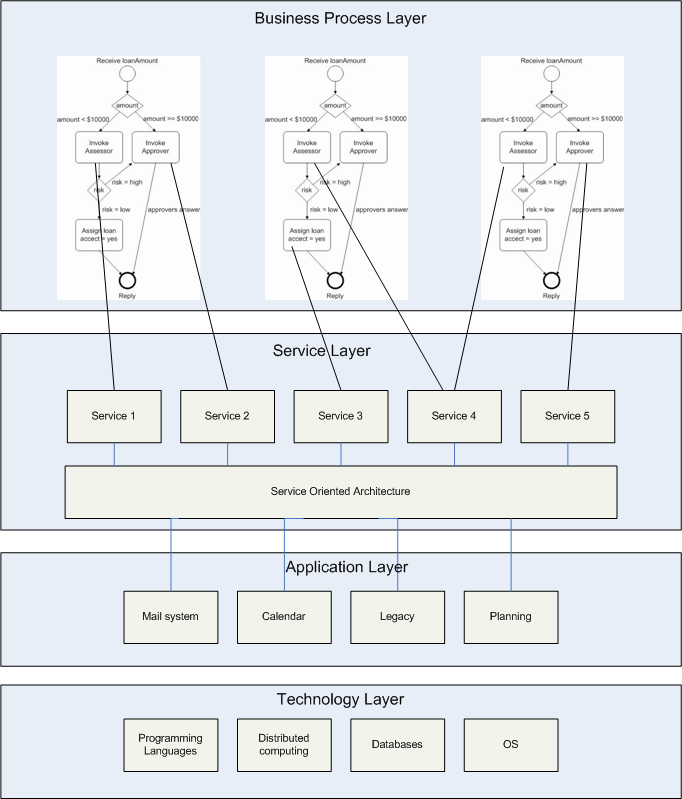 Business Process Layer
Receive loanAmount
amount
amount < $10000
amount >= $10000
Invoke
Assessor
Invoke
Approver
risk
risk = high
risk = low
approvers answer
Assign loan
accect = yes
Reply
Receive loanAmount
amount
amount < $10000
amount >= $10000
Invoke
Assessor
Invoke
Approver
risk
risk = high
risk = low
approvers answer
Assign loan
accect = yes
Reply
Receive loanAmount
amount
amount < $10000
amount >= $10000
Invoke
Assessor
Invoke
Approver
risk
risk = high
risk = low
approvers answer
Assign loan
accect = yes
Reply
Service Layer
Service 1
Service 2
Service 3
Service 4
Service 5
Service Oriented Architecture
Application Layer
Mail system
Calendar
Legacy
Planning
Technology Layer
Programming
Languages
Distributed
computing
Databases
OS